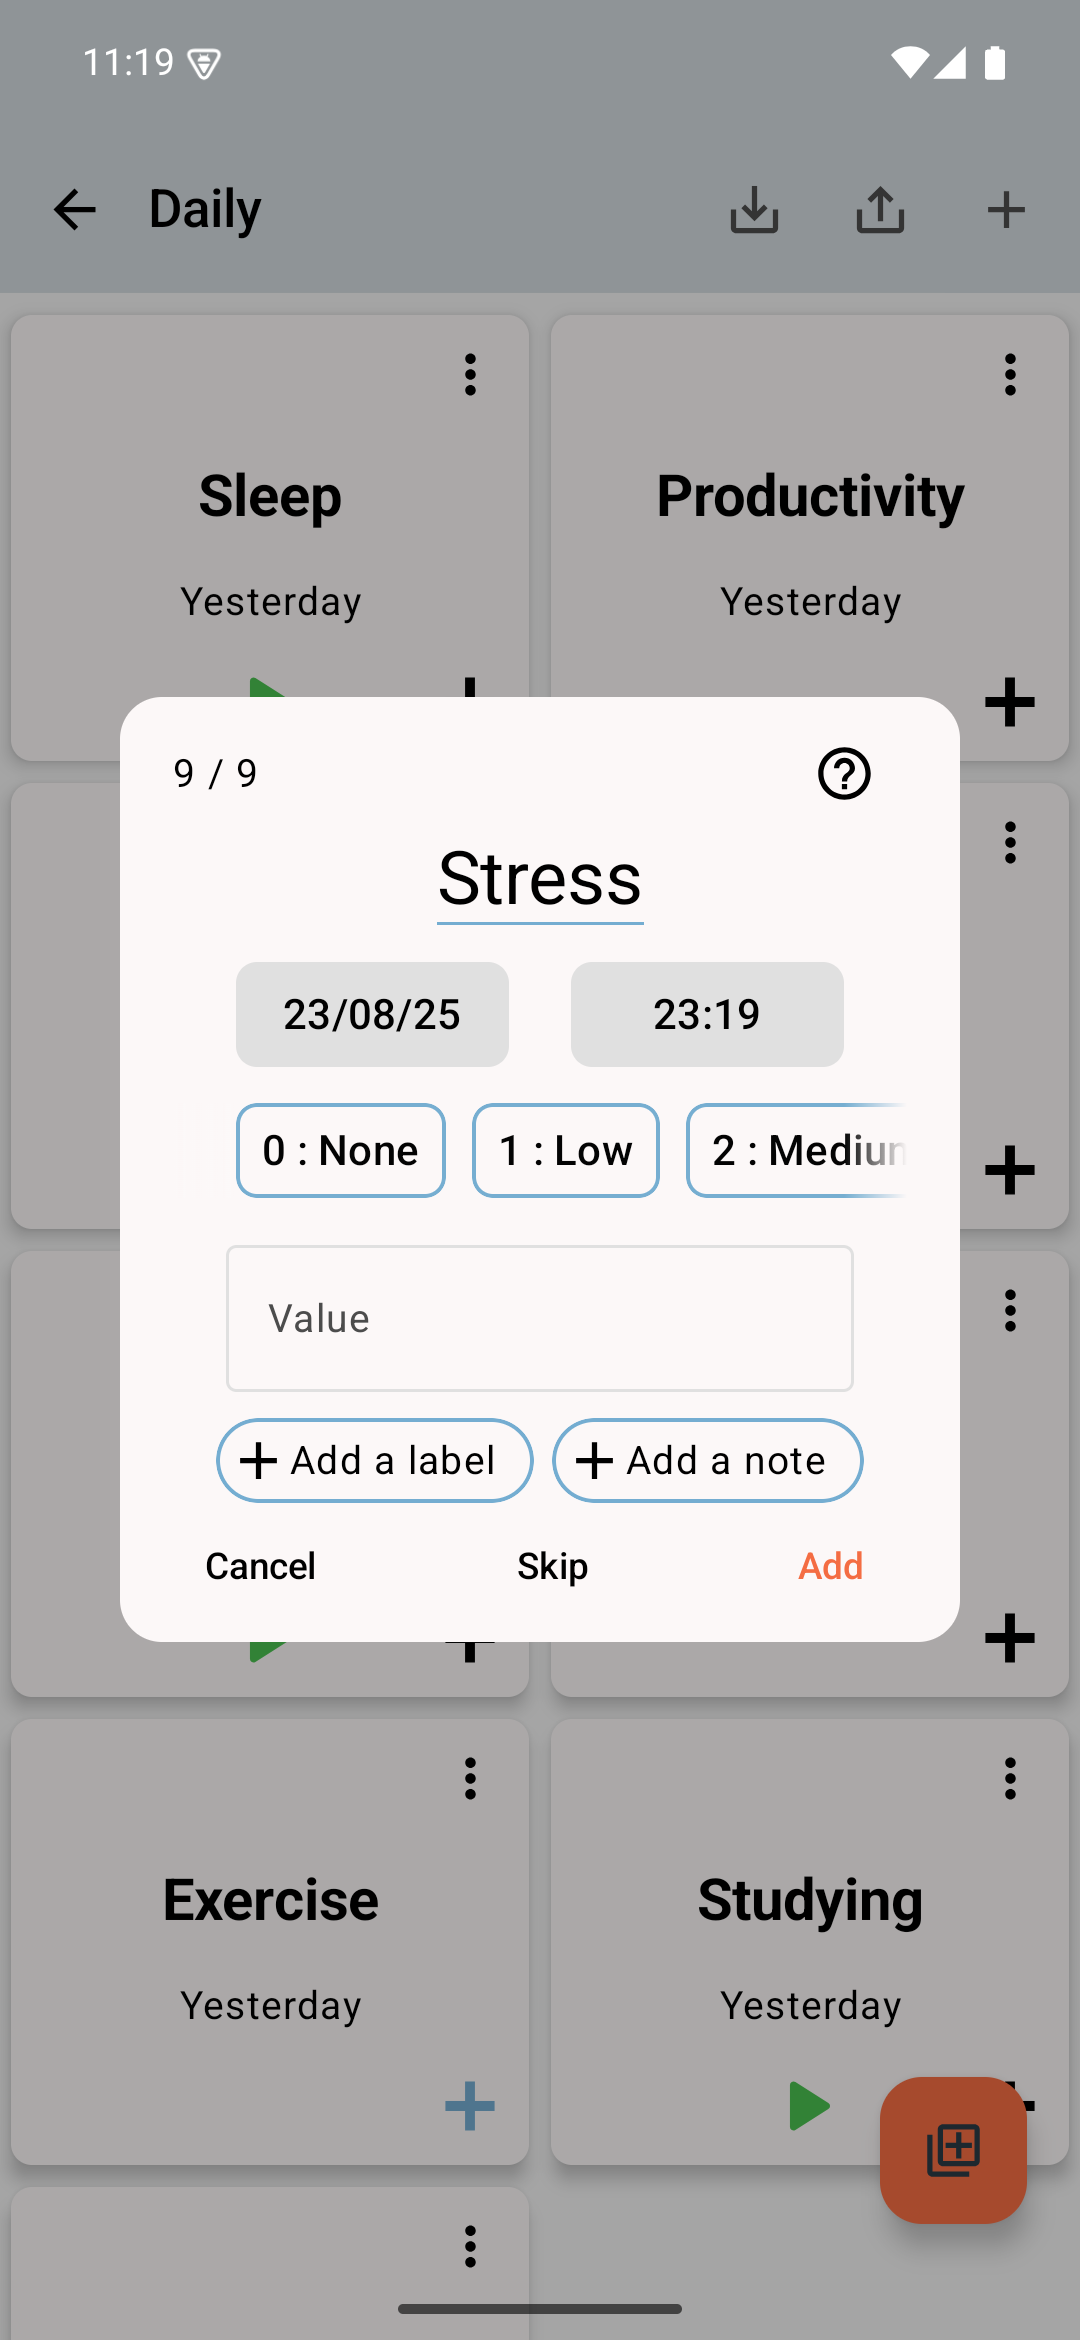 11:19
Daily
Sleep
Yesterday
Productivity
Yesterday
9 / 9
Stress
23/08/25
23:19
0 : None
1 : Low
2 : Medium
Value
Add a label
Add a note
Cancel
Skip
Add
Exercise
Yesterday
Studying
Yesterday